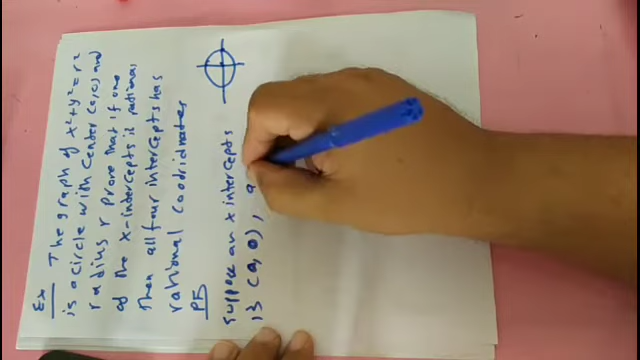 Ex The graph of x²+y²=r²
is a circle with center (0,0) and
radius r prove that if one
of the x-intercepts is rational
Then all four intercepts has
rational coordinates
PF
suppose an x intercepts
is (a,0), a